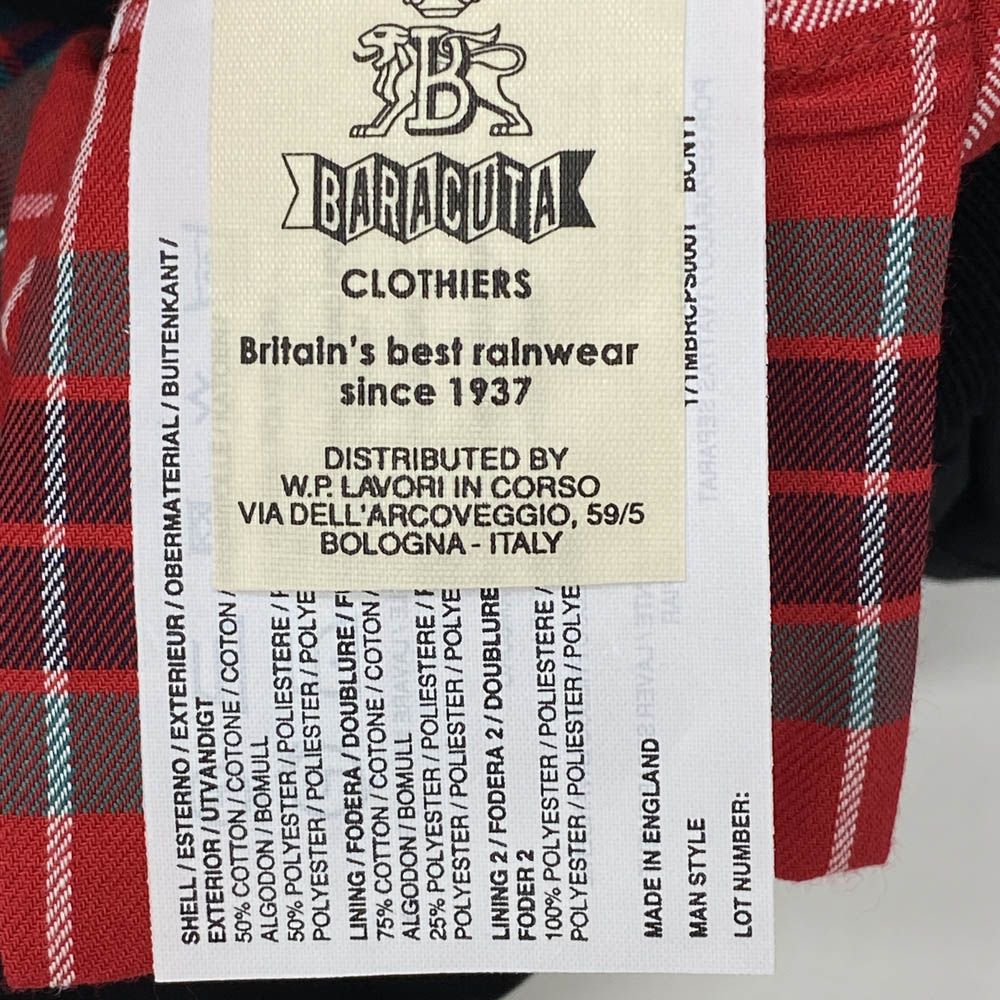 B
BARACUTA
CLOTHIERS
Britain's best rainwear
since 1937
DISTRIBUTED BY
W.P. LAVORI IN CORSO
VIA DELL'ARCOVEGGIO, 59/5
BOLOGNA - ITALY
SHELL / ESTERNO / EXTERIEUR / OBERMATERIAL / BUITENKANT /
EXTERIOR / UTVANDIGT
50% COTTON / COTONE / COTON /
ALGODON / BOMULL
50% POLYESTER / POLIESTERE /
POLYESTER / POLIESTER / POLYE
LINING / FODERA / DOUBLURE /
75% COTTON / COTONE / COTON /
ALGODON / BOMULL
25% POLYESTER / POLIESTERE /
POLYESTER / POLIESTER / POLYE
LINING 2 / FODERA 2 / DOUBLURE
FODER 2
100% POLYESTER / POLIESTERE /
POLYESTER / POLIESTER / POLYE
MADE IN ENGLAND
MAN STYLE
LOT NUMBER: